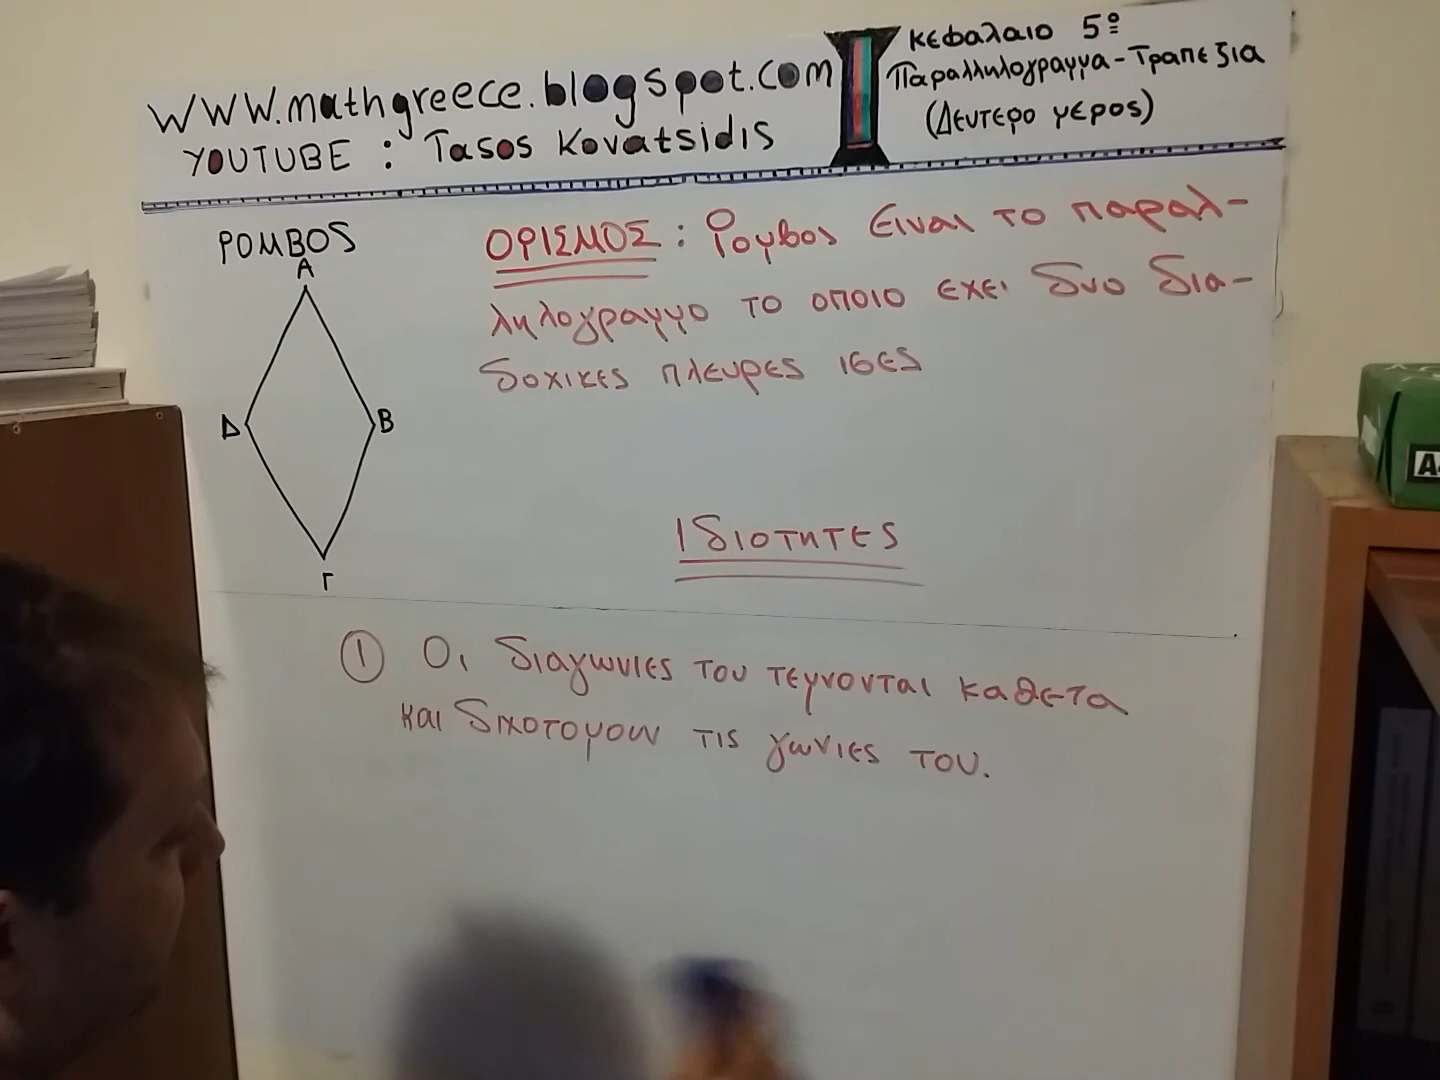 www.mathgreece.blogspot.com
YOUTUBE : Tasos Kovatsidis
κεφαλαιο 5º
Παραλληλογραμμα-Τραπεζια
(Δευτερο μερος)
ΡΟΜΒΟS
Α
Δ
Β
Γ
ΟΡΙΣΜΟΣ : Ρομβος Ειναι το παραλ-
ληλογραμμο το οποιο εχει δυο δια-
δοχικες πλευρες ισες
Ιδιοτητες
① Οι διαγωνιες του τεμνονται καθετα
και διχοτομουν τις γωνιες του.